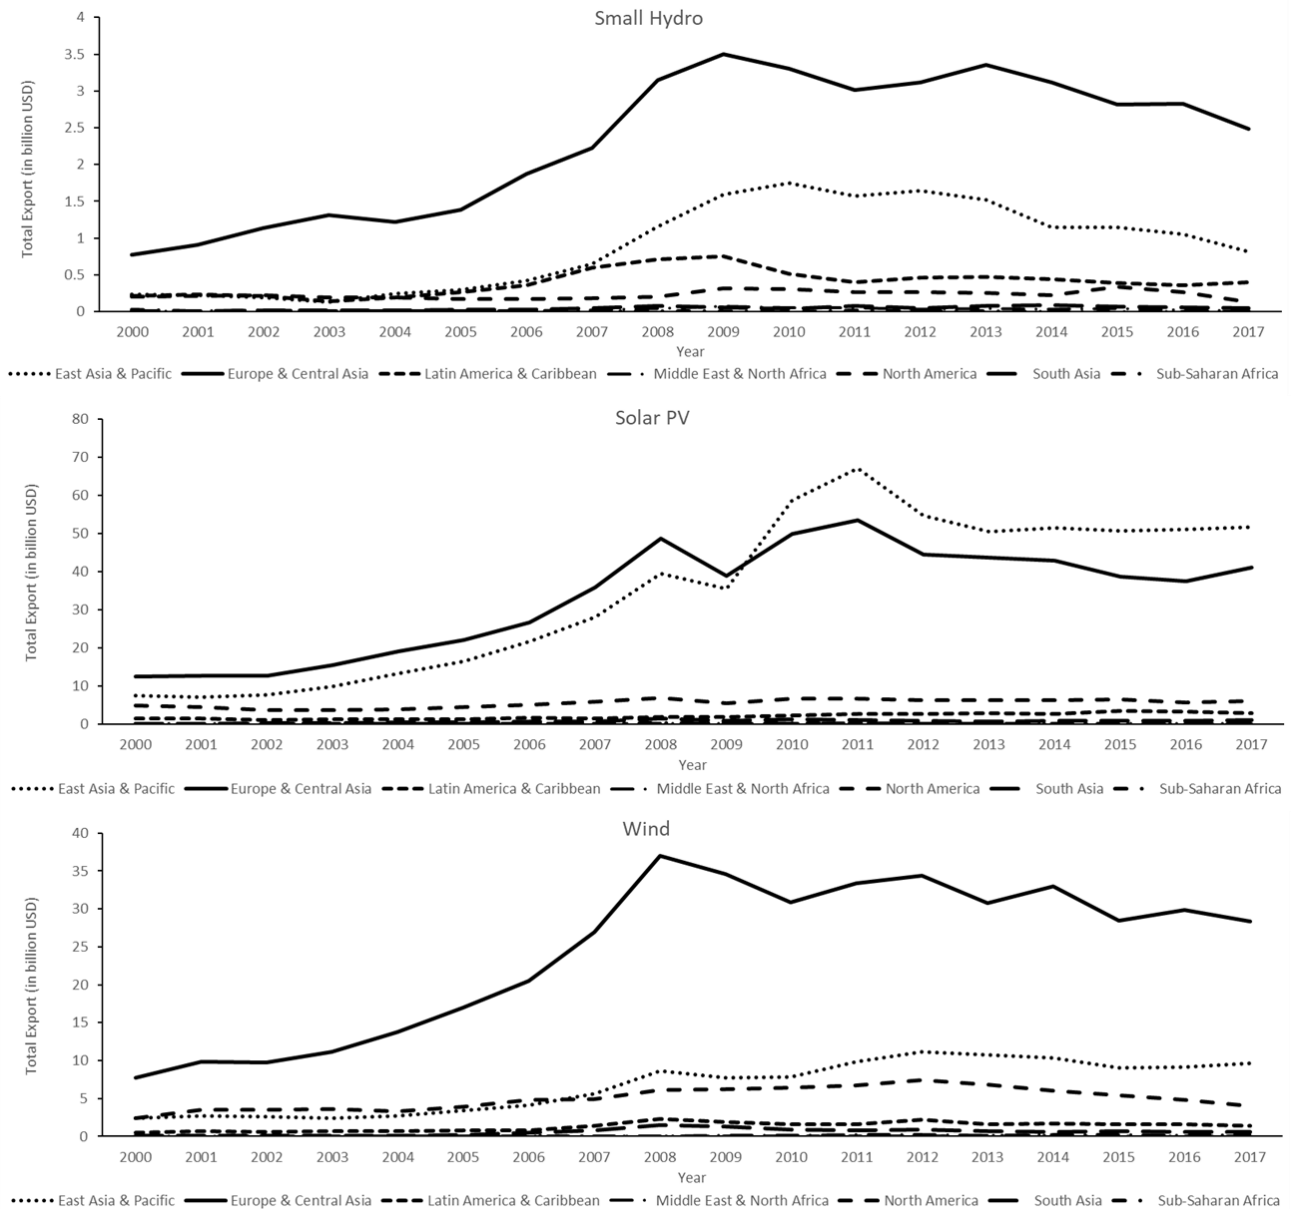 Small Hydro
4
3.5
3
2.5
2
1.5
1
0.5
0
Total Export (in billion USD)
2000 2001 2002 2003 2004 2005 2006 2007 2008 2009 2010 2011 2012 2013 2014 2015 2016 2017
Year
East Asia & Pacific Europe & Central Asia Latin America & Caribbean Middle East & North Africa North America South Asia Sub-Saharan Africa
Solar PV
80
70
60
50
40
30
20
10
0
Total Export (in billion USD)
2000 2001 2002 2003 2004 2005 2006 2007 2008 2009 2010 2011 2012 2013 2014 2015 2016 2017
Year
East Asia & Pacific Europe & Central Asia Latin America & Caribbean Middle East & North Africa North America South Asia Sub-Saharan Africa
Wind
40
35
30
25
20
15
10
5
0
Total Export (in billion USD)
2000 2001 2002 2003 2004 2005 2006 2007 2008 2009 2010 2011 2012 2013 2014 2015 2016 2017
Year
East Asia & Pacific Europe & Central Asia Latin America & Caribbean Middle East & North Africa North America South Asia Sub-Saharan Africa